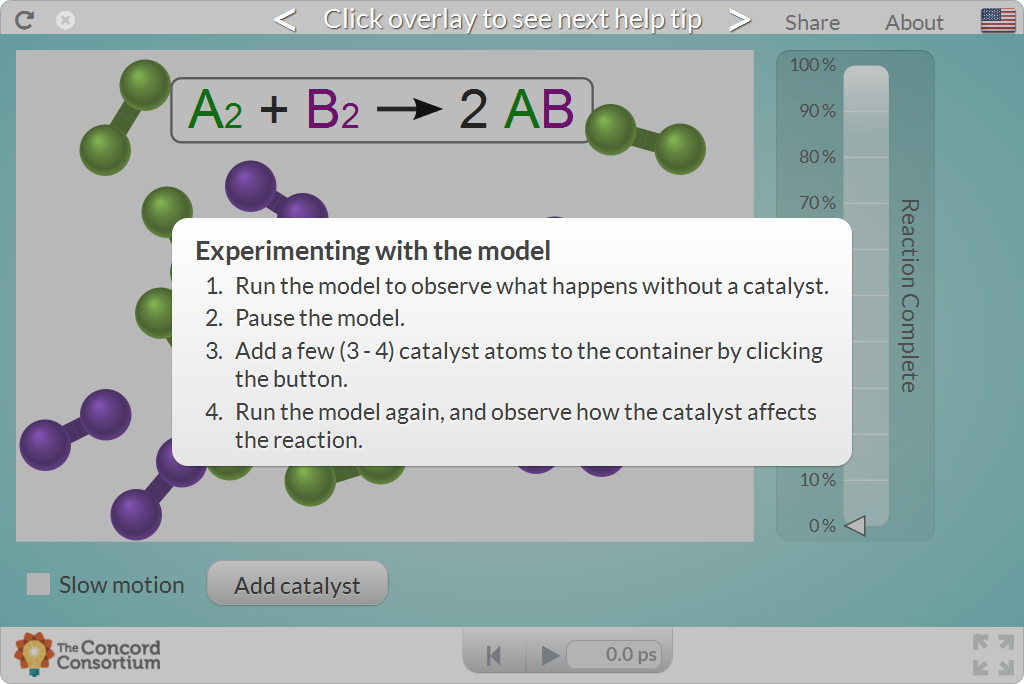 < Click overlay to see next help tip >
Share
About
A2 + B2 → 2 AB
100 %
90 %
80 %
70 %
Experimenting with the model
1. Run the model to observe what happens without a catalyst.
2. Pause the model.
3. Add a few (3 - 4) catalyst atoms to the container by clicking
the button.
4. Run the model again, and observe how the catalyst affects
the reaction.
10 %
0 %
Reaction Complete
Slow motion
Add catalyst
The Concord
Consortium
0.0 ps